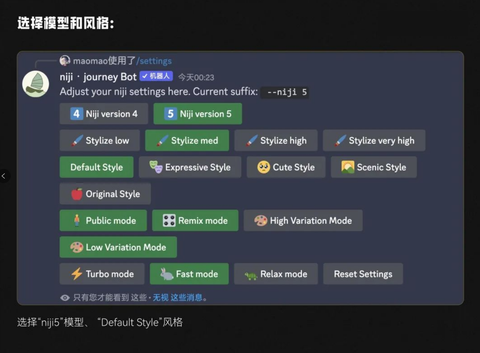 选择模型和风格：
maomao使用了/settings
niji · journey Bot ✓机器人 今天00:23
Adjust your niji settings here. Current suffix: --niji 5
4 Niji version 4 5 Niji version 5
Stylize low Stylize med Stylize high Stylize very high
Default Style Expressive Style Cute Style Scenic Style
Original Style
Public mode Remix mode High Variation Mode
Low Variation Mode
Turbo mode Fast mode Relax mode Reset Settings
只有您才能看到 这些 · 无视 这些消息。
选择“niji5”模型、 “Default Style”风格